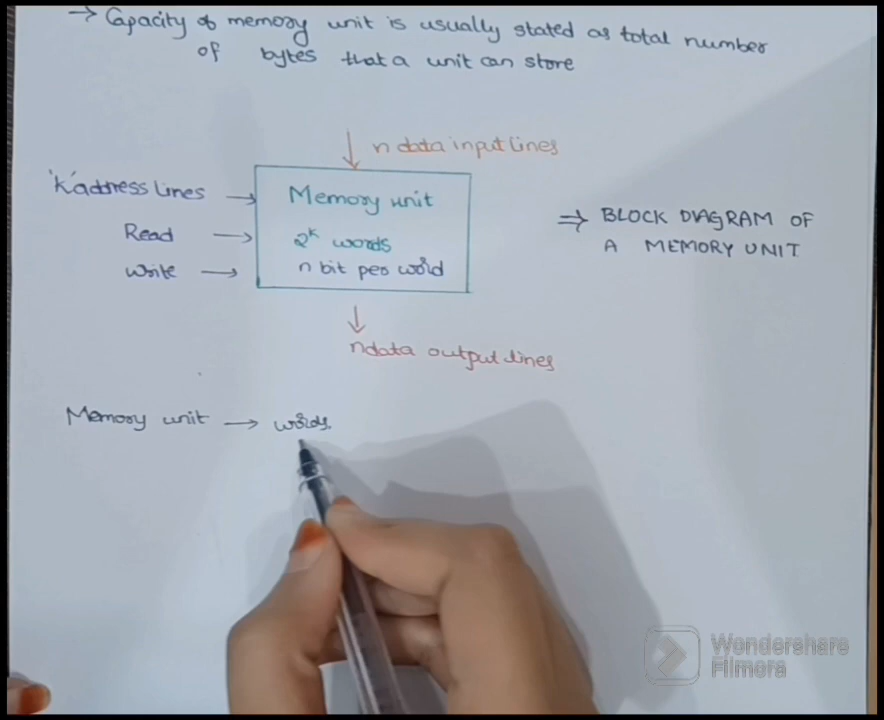 → Capacity of memory unit is usually stated as total number
of bytes that a unit can store
n data input lines
'K' address lines →
Read →
Write →
Memory unit
2^k words
n bit per word
⇒ BLOCK DIAGRAM OF
A MEMORY UNIT
n data output lines
Memory unit → words.
Wondershare
Filmora